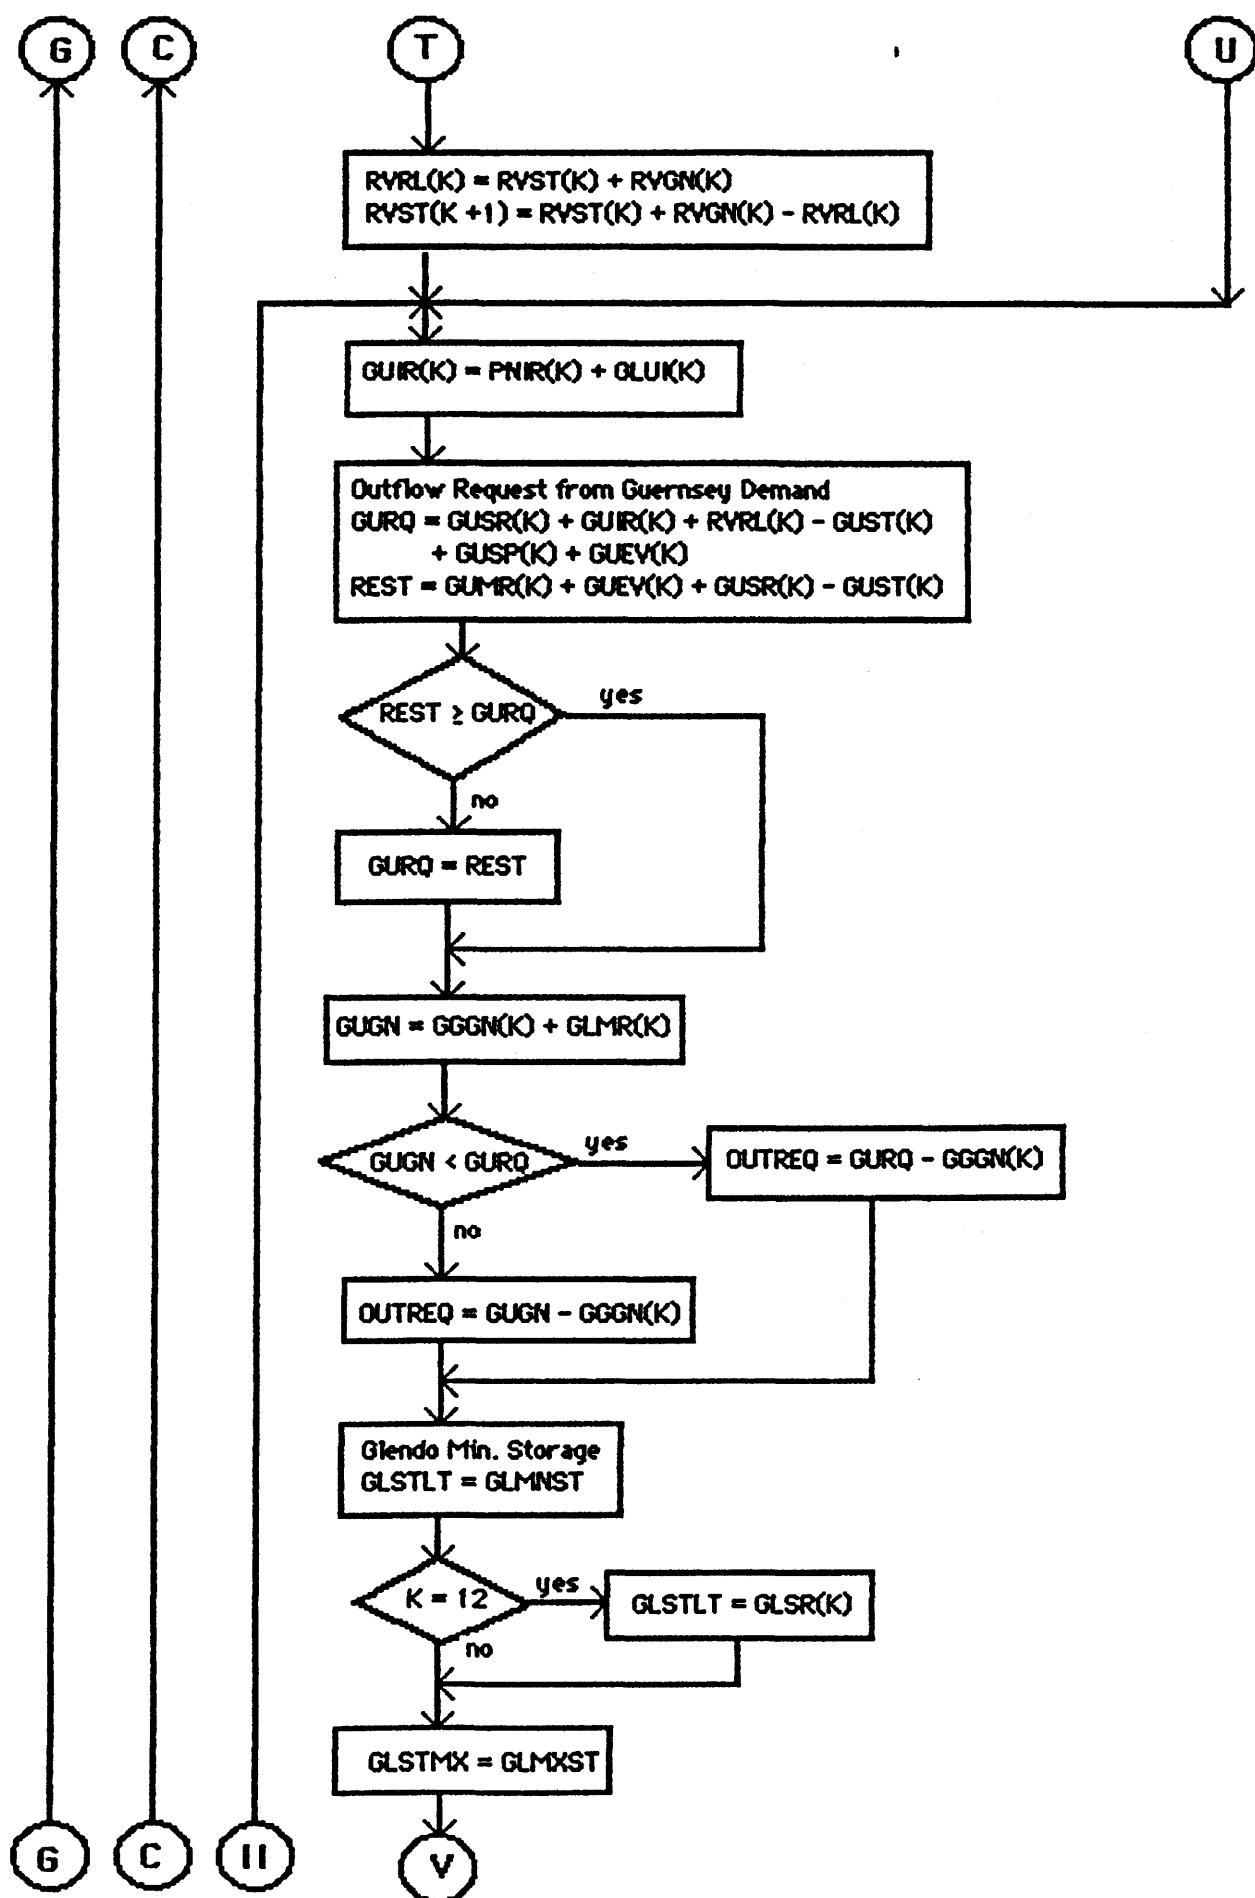 G C T U
RVRL(K) = RVST(K) + RVGN(K)
RVST(K +1) = RVST(K) + RVGN(K) - RVRL(K)
GUIR(K) = PNIR(K) + GLUI(K)
Outflow Request from Guernsey Demand
GURQ = GUSR(K) + GUIR(K) + RVRL(K) - GUST(K)
+ GUSP(K) + GUEV(K)
REST = GUMR(K) + GUEV(K) + GUSR(K) - GUST(K)
yes
REST ≥ GURQ
no
GURQ = REST
GUGN = GGGN(K) + GLMR(K)
yes
GUGN < GURQ
OUTREQ = GURQ - GGGN(K)
no
OUTREQ = GUGN - GGGN(K)
Glendo Min. Storage
GLSTLT = GLMNST
yes
K = 12
GLSTLT = GLSR(K)
no
GLSTMX = GLMXST
G C II V